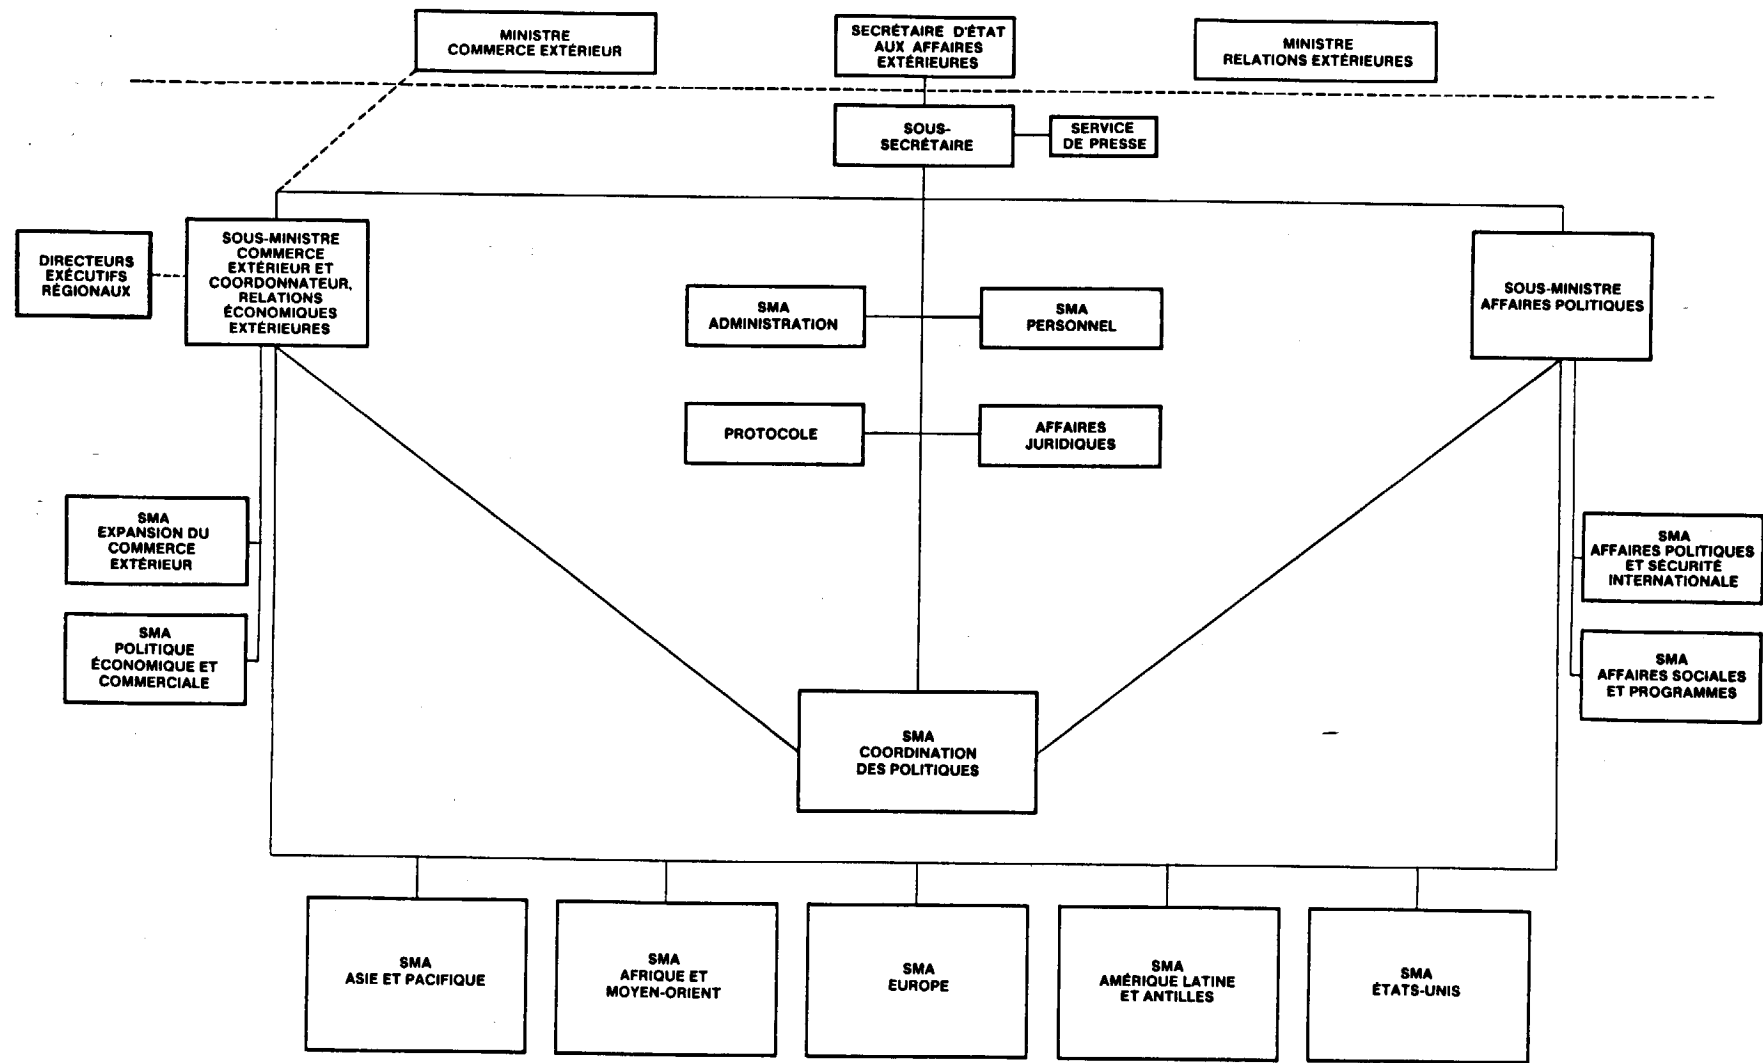 MINISTRE
COMMERCE EXTÉRIEUR
SECRÉTAIRE D'ÉTAT
AUX AFFAIRES
EXTÉRIEURES
MINISTRE
RELATIONS EXTÉRIEURES
SOUS-
SECRÉTAIRE
SERVICE
DE PRESSE
DIRECTEURS
EXÉCUTIFS
RÉGIONAUX
SOUS-MINISTRE
COMMERCE
EXTÉRIEUR ET
COORDONNATEUR,
RELATIONS
ÉCONOMIQUES
EXTÉRIEURES
SOUS-MINISTRE
AFFAIRES POLITIQUES
SMA
ADMINISTRATION
SMA
PERSONNEL
PROTOCOLE
AFFAIRES
JURIDIQUES
SMA
EXPANSION DU
COMMERCE
EXTÉRIEUR
SMA
AFFAIRES POLITIQUES
ET SÉCURITÉ
INTERNATIONALE
SMA
POLITIQUE
ÉCONOMIQUE ET
COMMERCIALE
SMA
AFFAIRES SOCIALES
ET PROGRAMMES
SMA
COORDINATION
DES POLITIQUES
SMA
ASIE ET PACIFIQUE
SMA
AFRIQUE ET
MOYEN-ORIENT
SMA
EUROPE
SMA
AMÉRIQUE LATINE
ET ANTILLES
SMA
ÉTATS-UNIS